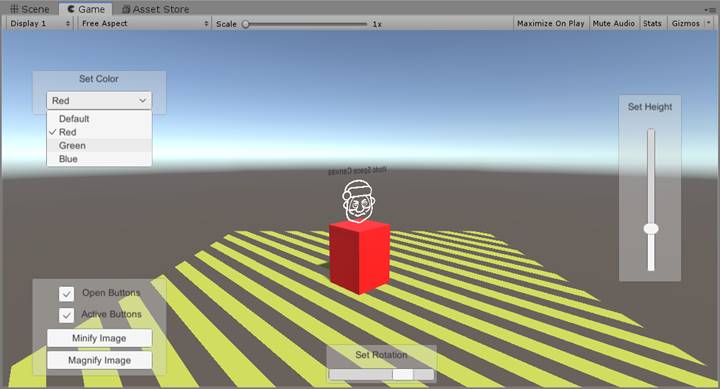 Scene Game Asset Store
Display 1 Free Aspect Scale 1x Maximize On Play Mute Audio Stats Gizmos
Set Color
Red
Default
Red
Green
Blue
Set Height
World Space Canvas
Open Buttons
Active Buttons
Minify Image
Magnify Image
Set Rotation